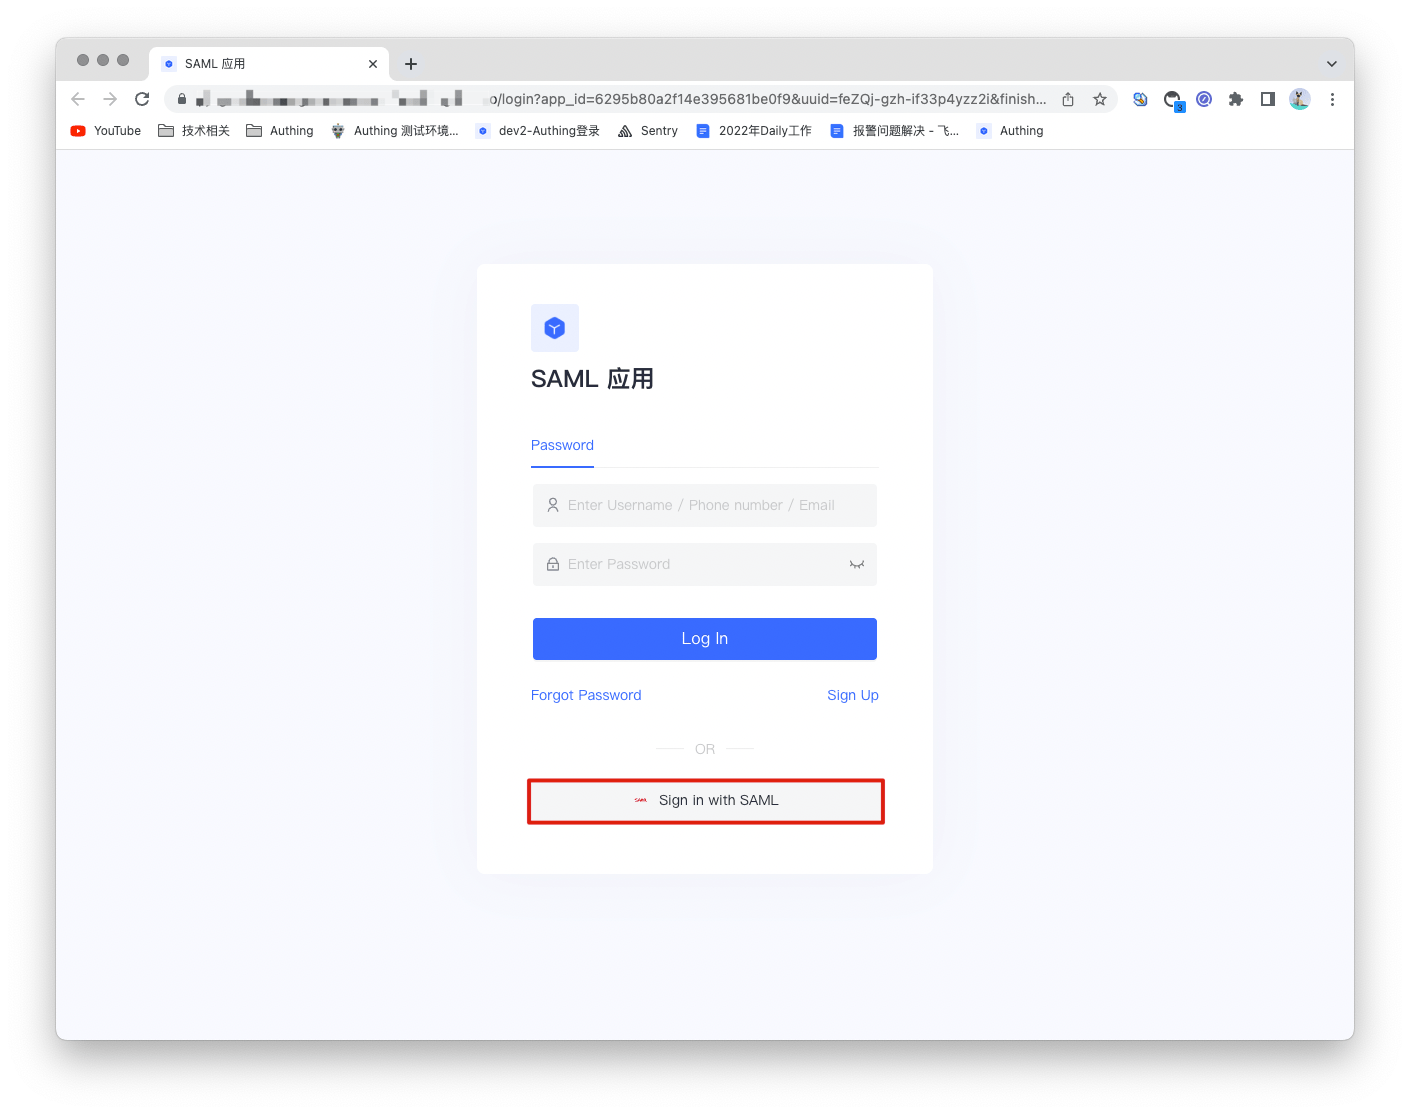 SAML 应用
/login?app_id=6295b80a2f14e395681be0f9&uuid=feZQj-gzh-if33p4yzz2i&finish...
3
YouTube 技术相关 Authing Authing 测试环境... dev2-Authing登录 Sentry 2022年Daily工作 报警问题解决 - 飞... Authing
SAML 应用
Password
Enter Username / Phone number / Email
Enter Password
Log In
Forgot Password Sign Up
OR
SAML Sign in with SAML